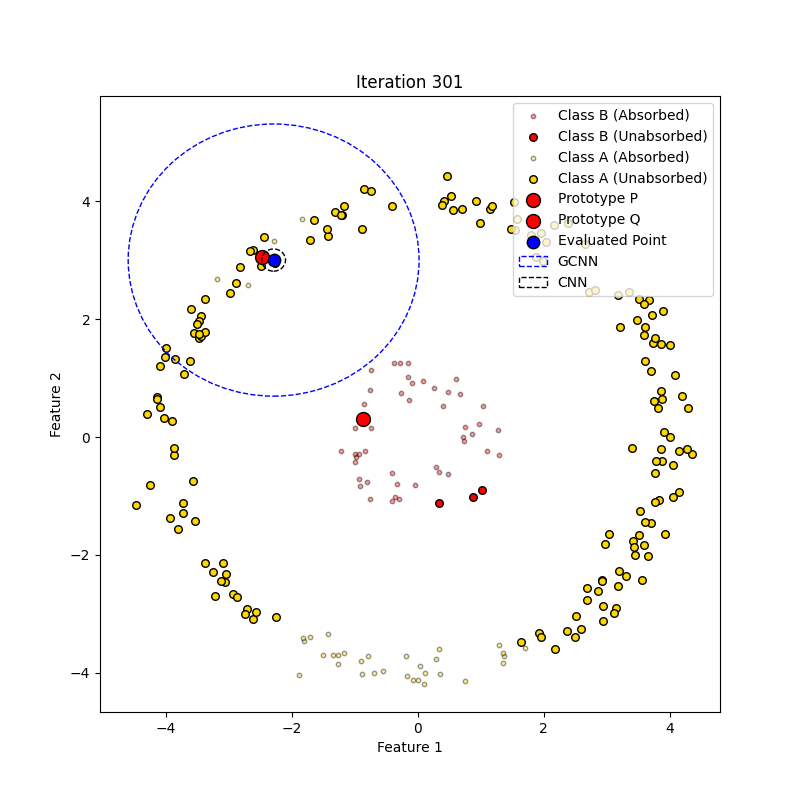 Iteration 301
Class B (Absorbed)
Class B (Unabsorbed)
Class A (Absorbed)
Class A (Unabsorbed)
Prototype P
Prototype Q
Evaluated Point
GCNN
CNN
4
2
0
−2
−4
Feature 2
−4 −2 0 2 4
Feature 1